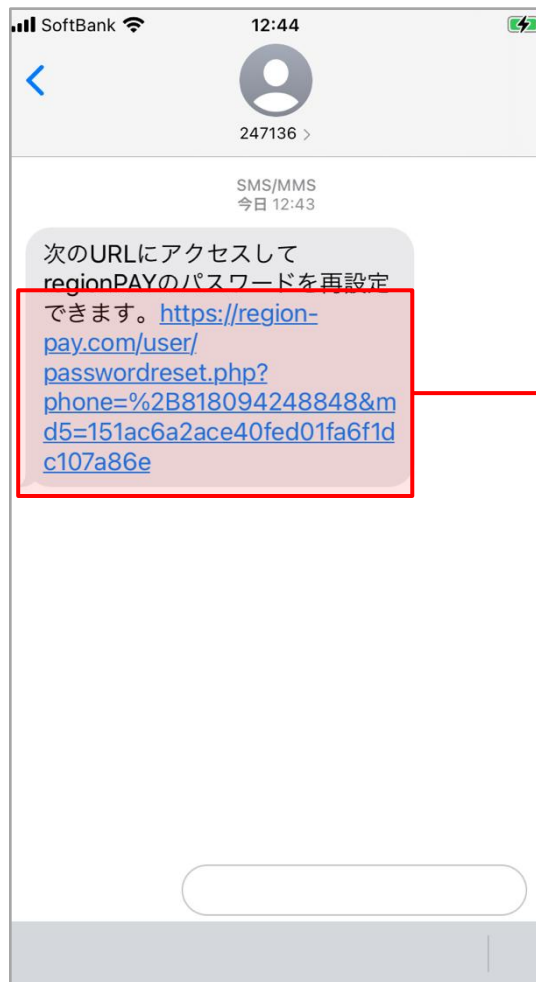 SoftBank 12:44
247136 >
SMS/MMS
今日 12:43
次のURLにアクセスして
regionPAYのパスワードを再設定
できます。https://region-
pay.com/user/
passwordreset.php?
phone=%2B818094248848&m
d5=151ac6a2ace40fed01fa6f1d
c107a86e